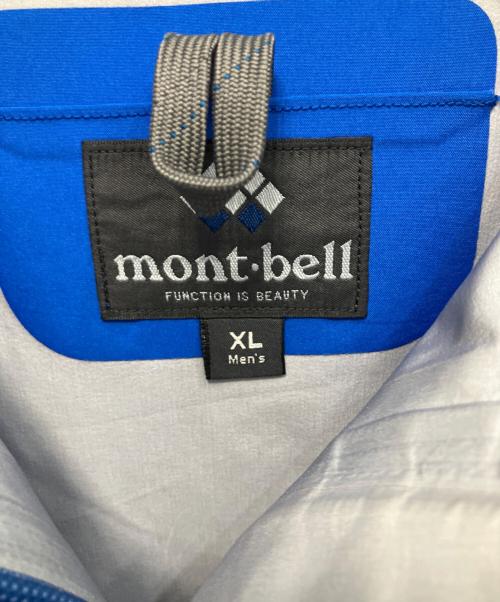 mont·bell
FUNCTION IS BEAUTY
XL
Men's